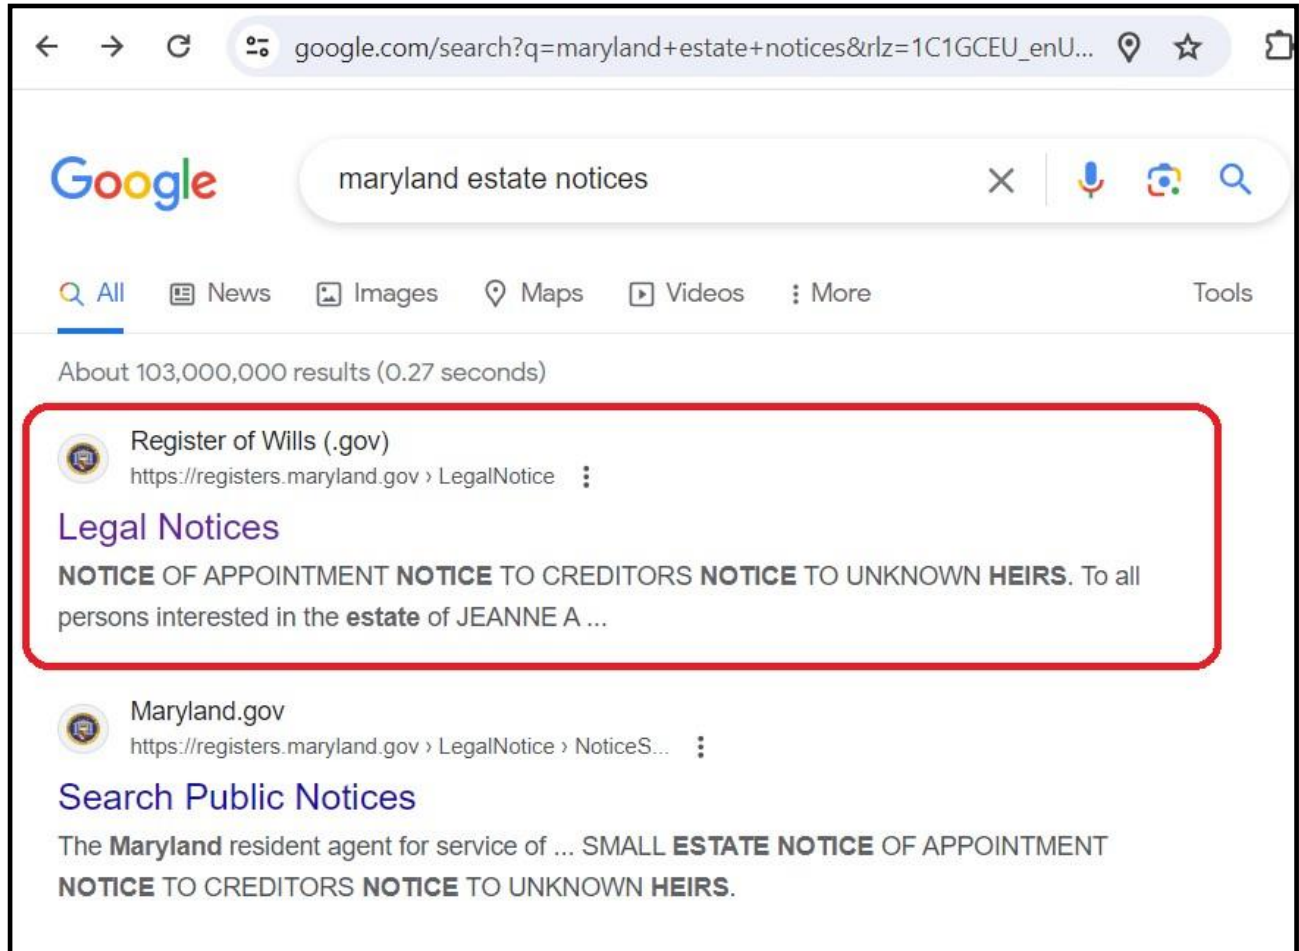 google.com/search?q=maryland+estate+notices&rlz=1C1GCEU_enU...
Google
maryland estate notices
All News Images Maps Videos More Tools
About 103,000,000 results (0.27 seconds)
Register of Wills (.gov)
https://registers.maryland.gov › LegalNotice
Legal Notices
NOTICE OF APPOINTMENT NOTICE TO CREDITORS NOTICE TO UNKNOWN HEIRS. To all
persons interested in the estate of JEANNE A ...
Maryland.gov
https://registers.maryland.gov › LegalNotice › NoticeS...
Search Public Notices
The Maryland resident agent for service of ... SMALL ESTATE NOTICE OF APPOINTMENT
NOTICE TO CREDITORS NOTICE TO UNKNOWN HEIRS.